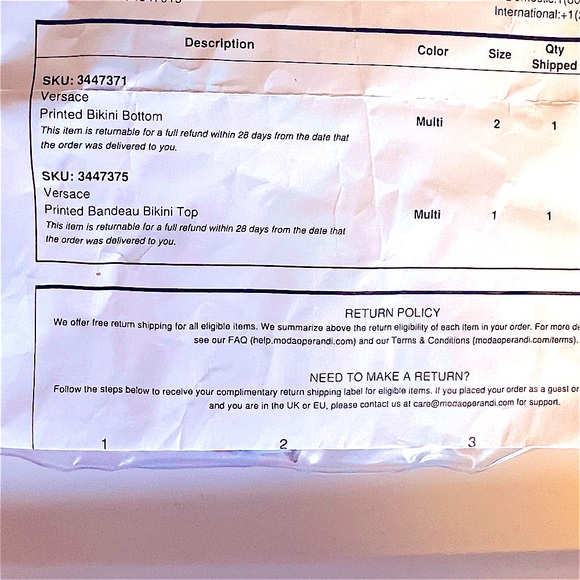 International:+1(
Description Color Size Qty Shipped
SKU: 3447371
Versace
Printed Bikini Bottom Multi 2 1
This item is returnable for a full refund within 28 days from the date that
the order was delivered to you.
SKU: 3447375
Versace
Printed Bandeau Bikini Top Multi 1 1
This item is returnable for a full refund within 28 days from the date that
the order was delivered to you.
RETURN POLICY
We offer free return shipping for all eligible items. We summarize above the return eligibility of each item in your order. For more de
see our FAQ (help.modaoperandi.com) and our Terms & Conditions (modaoperandi.com/terms).
NEED TO MAKE A RETURN?
Follow the steps below to receive your complimentary return shipping label for eligible items. If you placed your order as a guest or
and you are in the UK or EU, please contact us at care@modaoperandi.com for support.
1 2 3